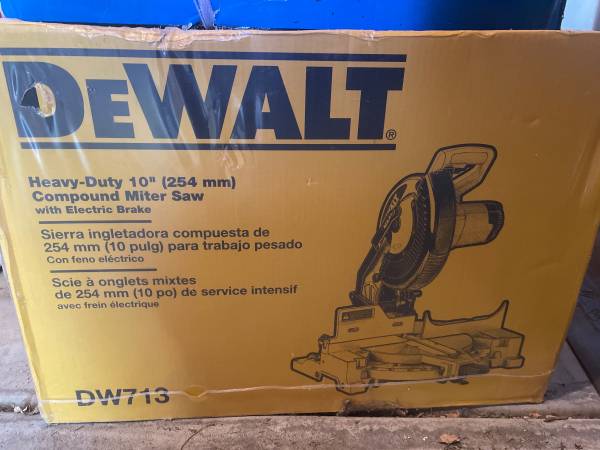 DEWALT®
Heavy-Duty 10" (254 mm)
Compound Miter Saw
with Electric Brake
Sierra ingletadora compuesta de
254 mm (10 pulg) para trabajo pesado
Con feno eléctrico
Scie à onglets mixtes
de 254 mm (10 po) de service intensif
avec frein électrique
DW713